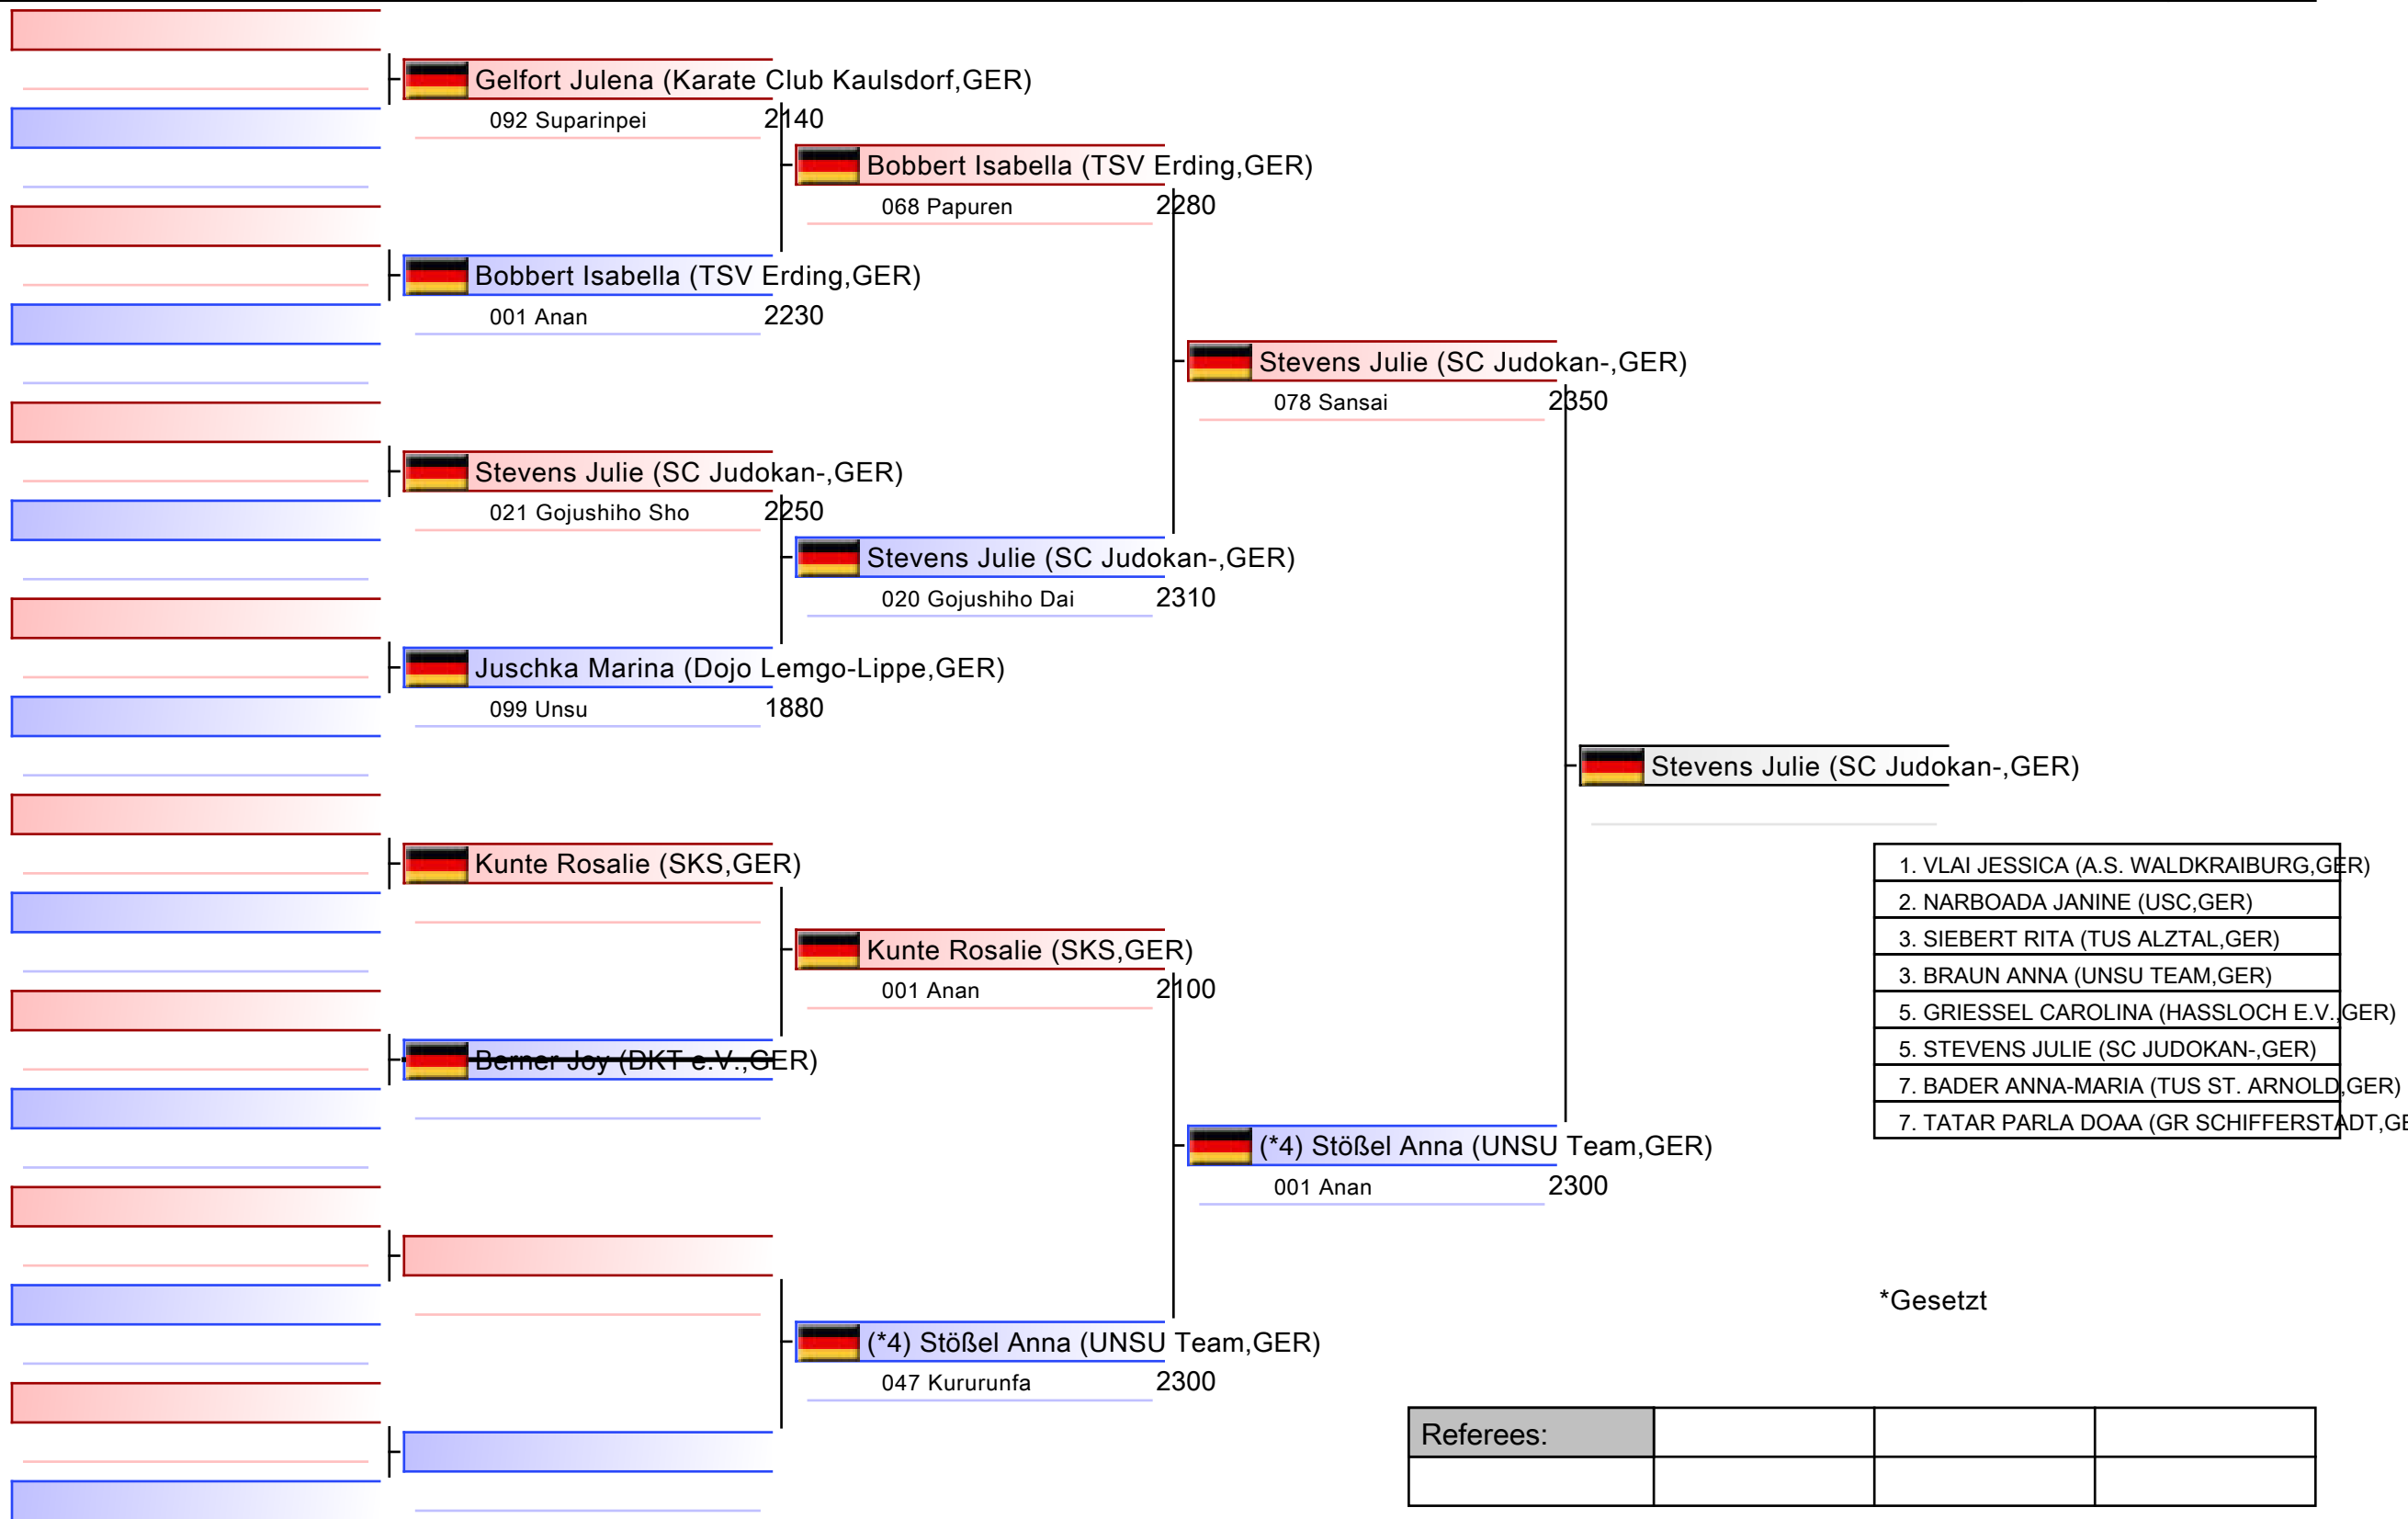 Gelfort Julena (Karate Club Kaulsdorf,GER)
092 Suparinpei 2140
Bobbert Isabella (TSV Erding,GER)
068 Papuren 2280
Bobbert Isabella (TSV Erding,GER)
001 Anan 2230
Stevens Julie (SC Judokan-,GER)
078 Sansai 2350
Stevens Julie (SC Judokan-,GER)
021 Gojushiho Sho 2250
Stevens Julie (SC Judokan-,GER)
020 Gojushiho Dai 2310
Juschka Marina (Dojo Lemgo-Lippe,GER)
099 Unsu 1880
Stevens Julie (SC Judokan-,GER)
Kunte Rosalie (SKS,GER)
Kunte Rosalie (SKS,GER)
001 Anan 2100
Berner Joy (DKT e.V.,GER)
(*4) Stößel Anna (UNSU Team,GER)
001 Anan 2300
(*4) Stößel Anna (UNSU Team,GER)
047 Kururunfa 2300
1. VLAI JESSICA (A.S. WALDKRAIBURG,GER)
2. NARBOADA JANINE (USC,GER)
3. SIEBERT RITA (TUS ALZTAL,GER)
3. BRAUN ANNA (UNSU TEAM,GER)
5. GRIESSEL CAROLINA (HASSLOCH E.V.,GER)
5. STEVENS JULIE (SC JUDOKAN-,GER)
7. BADER ANNA-MARIA (TUS ST. ARNOLD,GER)
7. TATAR PARLA DOAA (GR SCHIFFERSTADT,GE
*Gesetzt
Referees: